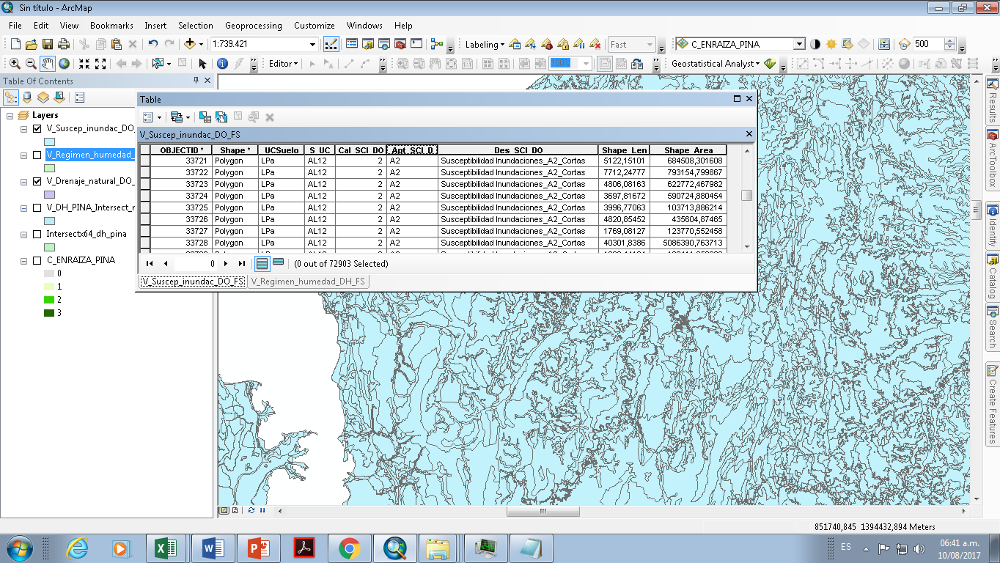 Sin título - ArcMap
File Edit View Bookmarks Insert Selection Geoprocessing Customize Windows Help
1:739.421 Labeling Fast C_ENRAIZA_PINA 500
Editor 100% Geostatistical Analyst
Table Of Contents
Layers
V_Suscep_inundac_DO_
V_Regimen_humedad_
V_Drenaje_natural_DO_
V_DH_PINA_Intersect_
Intersectx64_dh_pina
C_ENRAIZA_PINA
0
1
2
3
Table
V_Suscep_inundac_DO_FS
OBJECTID * Shape * UCSuelo S_UC Cal_SCI_DO Apt_SCI_D Des_SCI_DO Shape_Len Shape_Area
33721 Polygon LPa AL12 2 A2 Susceptibilidad Inundaciones_A2_Cortas 5122,15101 684508,301608
33722 Polygon LPa AL12 2 A2 Susceptibilidad Inundaciones_A2_Cortas 7712,24777 793154,799867
33723 Polygon LPa AL12 2 A2 Susceptibilidad Inundaciones_A2_Cortas 4806,08163 622772,467982
33724 Polygon LPa AL12 2 A2 Susceptibilidad Inundaciones_A2_Cortas 3697,81672 590724,880454
33725 Polygon LPa AL12 2 A2 Susceptibilidad Inundaciones_A2_Cortas 3996,77063 103713,886214
33726 Polygon LPa AL12 2 A2 Susceptibilidad Inundaciones_A2_Cortas 4820,85452 435604,87465
33727 Polygon LPa AL12 2 A2 Susceptibilidad Inundaciones_A2_Cortas 1769,08127 123770,552458
33728 Polygon LPa AL12 2 A2 Susceptibilidad Inundaciones_A2_Cortas 40301,8386 5086390,763713
0 (0 out of 72903 Selected)
V_Suscep_inundac_DO_FS V_Regimen_humedad_DH_FS
Results
ArcToolbox
Identify
Catalog
Search
Create Features
851740,845 1394432,894 Meters
ES 06:41 a.m.
10/08/2017